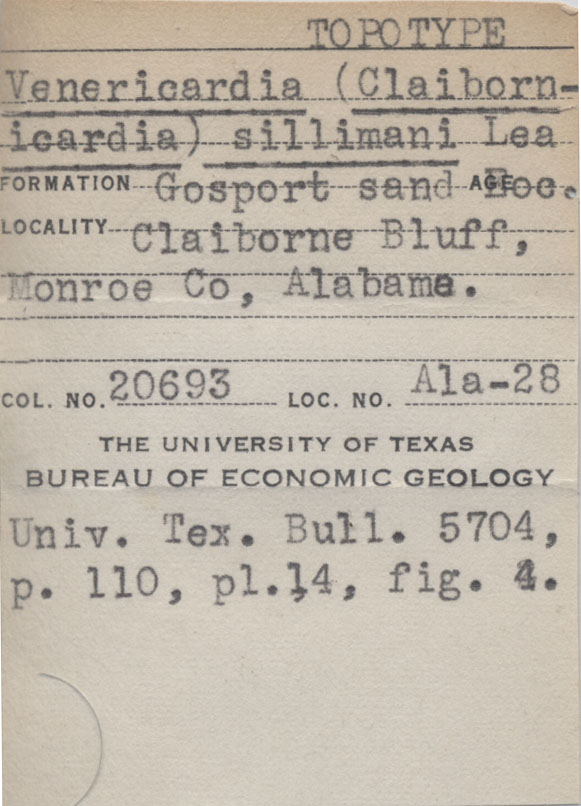 TOPOTYPE
Venericardia (Claiborn-
icardia) sillimani Lea
FORMATION Gosport sand AGE Eoc.
LOCALITY Claiborne Bluff,
Monroe Co, Alabama.
COL. NO. 20693 LOC. NO. Ala-28
THE UNIVERSITY OF TEXAS
BUREAU OF ECONOMIC GEOLOGY
Univ. Tex. Bull. 5704,
p. 110, pl.14, fig. 4.